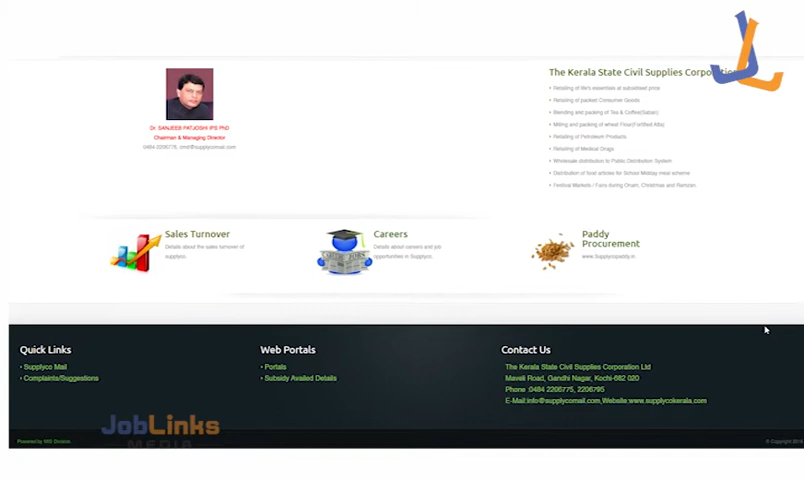 The Kerala State Civil Supplies Corporation
• Retailing of life's essentials at subsidised price
• Retailing of packed Consumer Goods
• Blending and packing of Tea & Coffee(Sabari)
• Milling and packing of wheat Flour(Fortified Atta)
• Retailing of Petroleum Products
• Retailing of Medical Drugs
• Wholesale distribution to Public Distribution System
• Distribution of food articles for School Midday meal scheme
• Festival Markets / Fairs during Onam, Christmas and Ramzan
Dr. SANJEEB PATJOSHI IPS PhD
Chairman & Managing Director
0484 2206775, cmd@supplycomail.com
Sales Turnover
Details about the sales turnover of
supplyco
Careers
Details about careers and job
opportunities in Supplyco.
Paddy
Procurement
www.Supplycopaddy.in
Quick Links
• Supplyco Mail
• Complaints/Suggestions
Web Portals
• Portals
• Subsidy Availed Details
Contact Us
The Kerala State Civil Supplies Corporation Ltd
Maveli Road, Gandhi Nagar, Kochi-682 020
Phone :0484 2206775, 2206795
E-Mail:info@supplycomail.com,Website:www.supplycokerala.com
JobLinks
MEDIA
Powered by MIS Division.
© Copyright